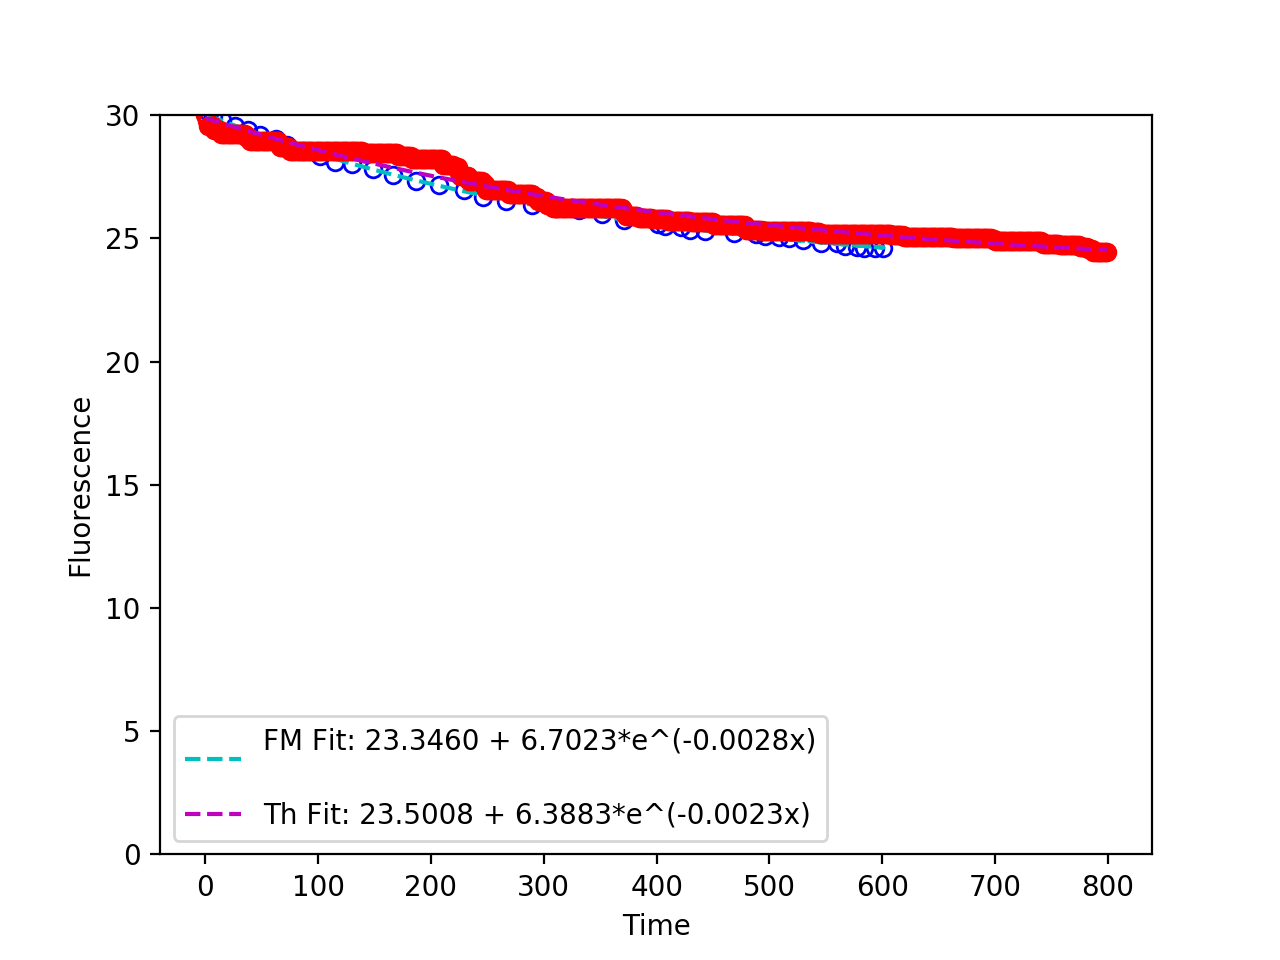 30
25
20
15
10
5
0
Fluorescence
FM Fit: 23.3460 + 6.7023*e^(-0.0028x)
Th Fit: 23.5008 + 6.3883*e^(-0.0023x)
0 100 200 300 400 500 600 700 800
Time